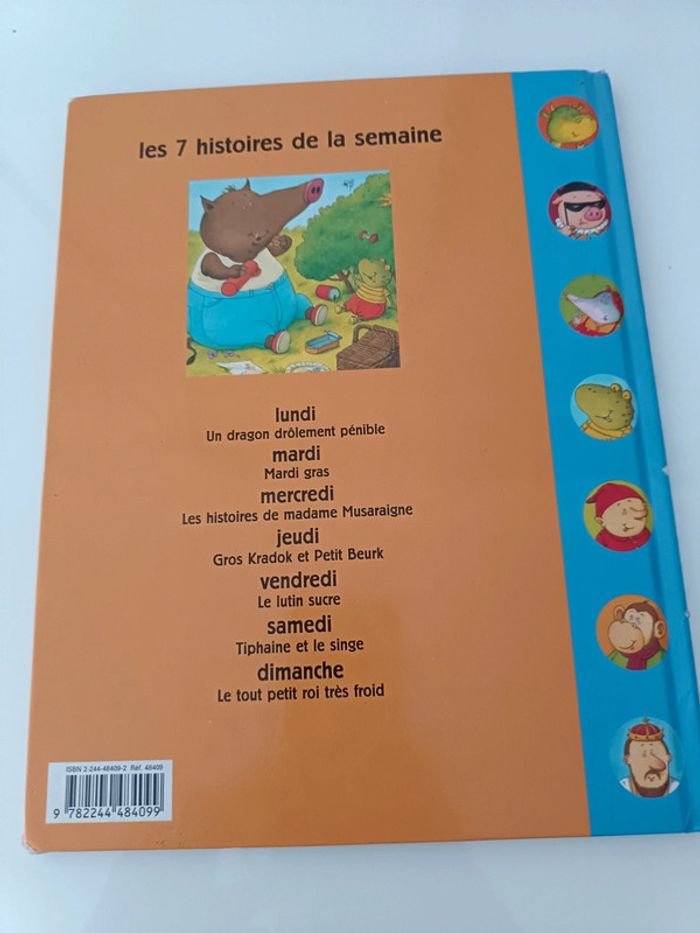 les 7 histoires de la semaine
lundi
Un dragon drôlement pénible
mardi
Mardi gras
mercredi
Les histoires de madame Musaraigne
jeudi
Gros Kradok et Petit Beurk
vendredi
Le lutin sucre
samedi
Tiphaine et le singe
dimanche
Le tout petit roi très froid
ISBN 2-244-48409-2 Réf. 48409
9 782244 484099